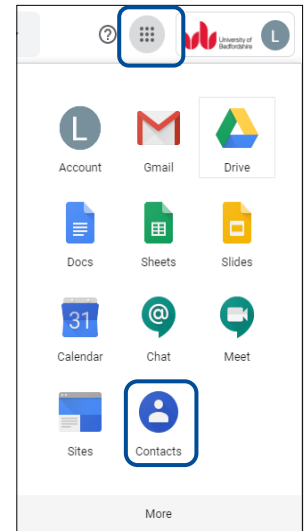 University of
Bedfordshire
L
L
Account
Gmail
Drive
Docs
Sheets
Slides
31
Calendar
Chat
Meet
Sites
Contacts
More